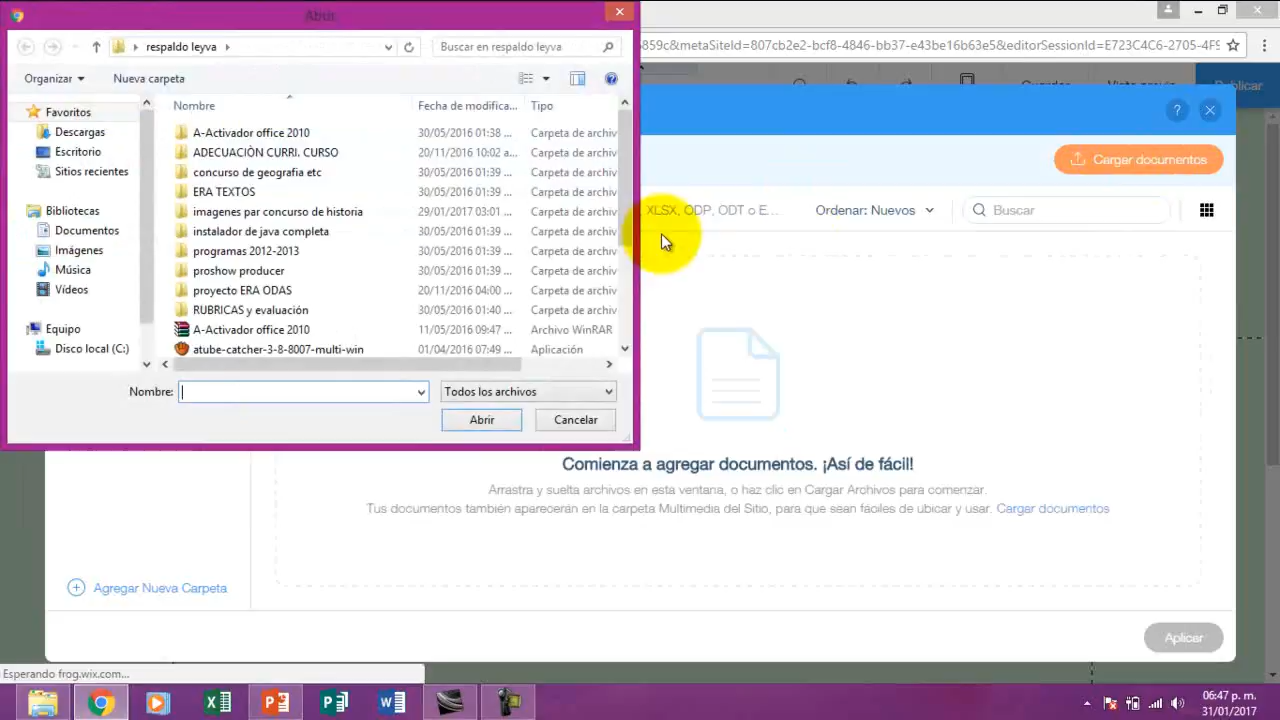 Abrir
respaldo leyva
Buscar en respaldo leyva
859c&metaSiteId=807cb2e2-bcf8-4846-bb37-e43be16b63e5&editorSessionId=E723C4C6-2705-4F9
Organizar
Nueva carpeta
Guardar
Vista previa
Publicar
Favoritos
Descargas
Escritorio
Sitios recientes
Bibliotecas
Documentos
Imágenes
Música
Vídeos
Equipo
Disco local (C:)
Nombre Fecha de modifica... Tipo
A-Activador office 2010 30/05/2016 01:38 ... Carpeta de archiv
ADECUACIÒN CURRI. CURSO 20/11/2016 10:02 a... Carpeta de archiv
concurso de geografia etc 30/05/2016 01:39 ... Carpeta de archiv
ERA TEXTOS 30/05/2016 01:39 ... Carpeta de archiv
imagenes par concurso de historia 29/01/2017 03:01 ... Carpeta de archiv
instalador de java completa 30/05/2016 01:39 ... Carpeta de archiv
programas 2012-2013 30/05/2016 01:39 ... Carpeta de archiv
proshow producer 30/05/2016 01:39 ... Carpeta de archiv
proyecto ERA ODAS 20/11/2016 04:00 ... Carpeta de archiv
RUBRICAS y evaluación 30/05/2016 01:40 ... Carpeta de archiv
A-Activador office 2010 11/05/2016 09:47 ... Archivo WinRAR
atube-catcher-3-8-8007-multi-win 01/04/2016 07:49 ... Aplicación
Nombre:
Todos los archivos
Abrir
Cancelar
? 
Cargar documentos
XLSX, ODP, ODT o E...
Ordenar: Nuevos
Buscar
Comienza a agregar documentos. ¡Así de fácil!
Arrastra y suelta archivos en esta ventana, o haz clic en Cargar Archivos para comenzar.
Tus documentos también aparecerán en la carpeta Multimedia del Sitio, para que sean fáciles de ubicar y usar. Cargar documentos
Agregar Nueva Carpeta
Aplicar
Esperando frog.wix.com...
06:47 p. m.
31/01/2017